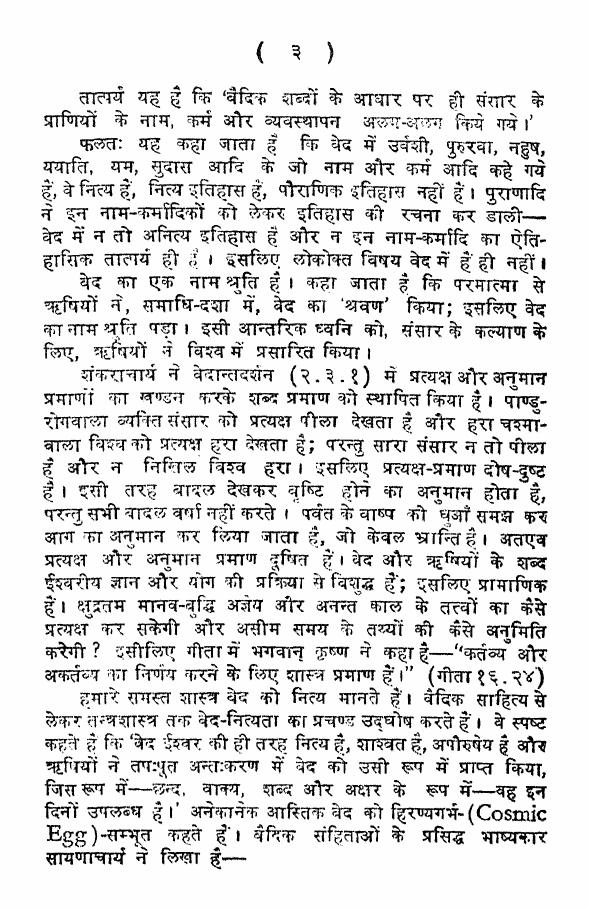 ( ३ )
तात्पर्य यह है कि ‘वैदिक शब्दों के आधार पर ही संसार के
प्राणियों के नाम, कर्म और व्यवस्थापन अलग-अलग किये गये।’
फलतः यह कहा जाता है कि वेद में उर्वशी, पुरुरवा, नहुष,
ययाति, यम, सुदास आदि के जो नाम और कर्म आदि कहे गये
हैं, वे नित्य हैं, नित्य इतिहास हैं, पौराणिक इतिहास नहीं हैं। पुराणादि
ने इन नाम-कर्मादिकों को लेकर इतिहास की रचना कर डाली—
वेद में न तो अनित्य इतिहास है और न इन नाम-कर्मादि का ऐति-
हासिक तात्पर्य ही है। इसलिए लोकोक्त विषय वेद में हैं ही नहीं।
वेद का एक नाम श्रुति है। कहा जाता है कि परमात्मा से
ऋषियों ने, समाधि-दशा में, वेद का ‘श्रवण’ किया; इसलिए वेद
का नाम श्रुति पड़ा। इसी आन्तरिक ध्वनि को, संसार के कल्याण के
लिए, ऋषियों ने विश्व में प्रसारित किया।
शंकराचार्य ने वेदान्तदर्शन (२.३.१) में प्रत्यक्ष और अनुमान
प्रमाणों का खण्डन करके शब्द प्रमाण को स्थापित किया है। पाण्डु-
रोगवाला व्यक्ति संसार को प्रत्यक्ष पीला देखता है और हरा चश्मा-
वाला विश्व को प्रत्यक्ष हरा देखता है; परन्तु सारा संसार न तो पीला
है और न निखिल विश्व हरा। इसलिए प्रत्यक्ष-प्रमाण दोष-दुष्ट
है। इसी तरह बादल देखकर वृष्टि होने का अनुमान होता है,
परन्तु सभी बादल वर्षा नहीं करते। पर्वत के वाष्प को धुआँ समझ कर
आग का अनुमान कर लिया जाता है, जो केवल भ्रान्ति है। अतएव
प्रत्यक्ष और अनुमान प्रमाण दूषित हैं। वेद और ऋषियों के शब्द
ईश्वरीय ज्ञान और योग की प्रक्रिया से विशुद्ध हैं; इसलिए प्रामाणिक
हैं। क्षुद्रतम मानव-बुद्धि अज्ञेय और अनन्त काल के तत्त्वों का कैसे
प्रत्यक्ष कर सकेगी और असीम समय के तथ्यों की कैसे अनुमिति
करेगी? इसीलिए गीता में भगवान् कृष्ण ने कहा है—“कर्तव्य और
अकर्तव्य का निर्णय करने के लिए शास्त्र प्रमाण हैं।” (गीता १६.२४)
हमारे समस्त शास्त्र वेद को नित्य मानते हैं। वैदिक साहित्य से
लेकर तन्त्रशास्त्र तक वेद-नित्यता का प्रचण्ड उद्घोष करते हैं। वे स्पष्ट
कहते हैं कि ‘वेद ईश्वर की ही तरह नित्य है, शाश्वत है, अपौरुषेय है और
ऋषियों ने तपःपूत अन्तःकरण में वेद को उसी रूप में प्राप्त किया,
जिस रूप में—छन्द, वाक्य, शब्द और अक्षर के रूप में—वह इन
दिनों उपलब्ध है।’ अनेकानेक आस्तिक वेद को हिरण्यगर्भ-(Cosmic
Egg)-सम्भूत कहते हैं। वैदिक संहिताओं के प्रसिद्ध भाष्यकार
सायणाचार्य ने लिखा है—